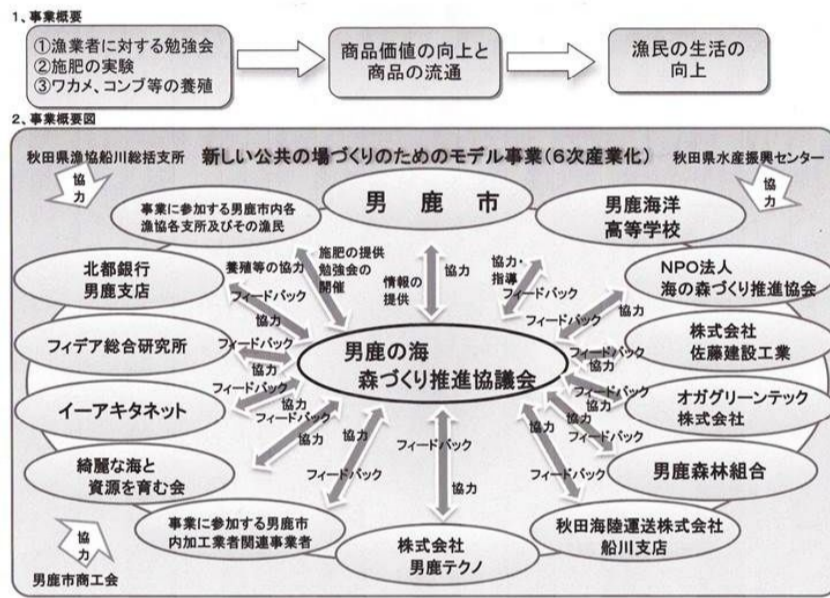 1、事業概要
①漁業者に対する勉強会
②施肥の実験
③ワカメ、コンブ等の養殖
商品価値の向上と
商品の流通
漁民の生活の
向上
2、事業概要図
秋田県漁協船川総括支所
新しい公共の場づくりのためのモデル事業(6次産業化)
秋田県水産振興センター
協力
協力
事業に参加する男鹿市内各
漁協各支所及びその漁民
男鹿市
男鹿海洋
高等学校
北都銀行
男鹿支店
養殖等の協力
施肥の提供
勉強会の
開催
情報の
提供
協力
協力・
指導
NPO法人
海の森づくり推進協会
フィードバック
協力
フィードバック
フィードバック
協力
フィデア総合研究所
フィードバック
協力
男鹿の海
森づくり推進協議会
フィードバック
協力
株式会社
佐藤建設工業
イーアキタネット
フィードバック
協力
フィードバック
協力
オガグリーンテック
株式会社
綺麗な海と
資源を育む会
フィードバック
協力
協力
フィードバック
フィードバック
協力
協力
フィードバック
協力
フィードバック
男鹿森林組合
協力
男鹿市商工会
事業に参加する男鹿市
内加工業者関連事業者
株式会社
男鹿テクノ
秋田海陸運送株式会社
船川支店